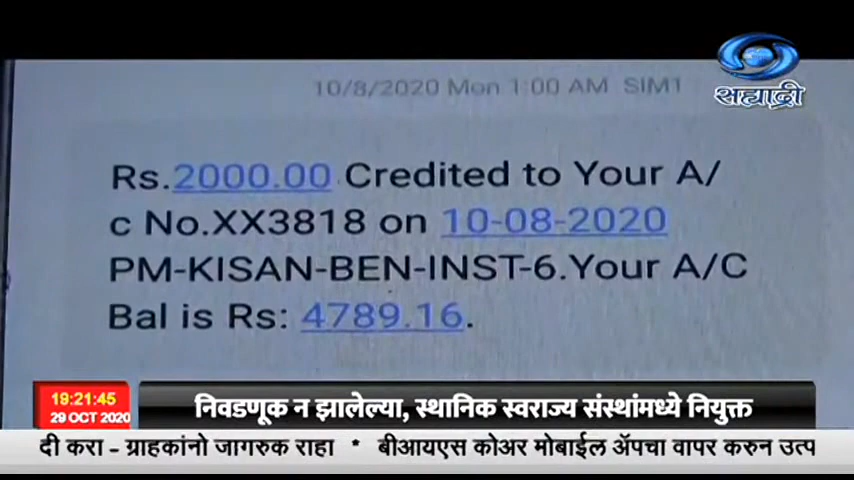 सह्याद्री
10/8/2020 Mon 1:00 AM SIM1
Rs.2000.00 Credited to Your A/
c No.XX3818 on 10-08-2020
PM-KISAN-BEN-INST-6.Your A/C
Bal is Rs: 4789.16.
19:21:45
29 OCT 2020
निवडणूक न झालेल्या, स्थानिक स्वराज्य संस्थांमध्ये नियुक्त
दी करा - ग्राहकांनो जागरुक राहा * बीआयएस कोअर मोबाईल ॲपचा वापर करुन उत्प